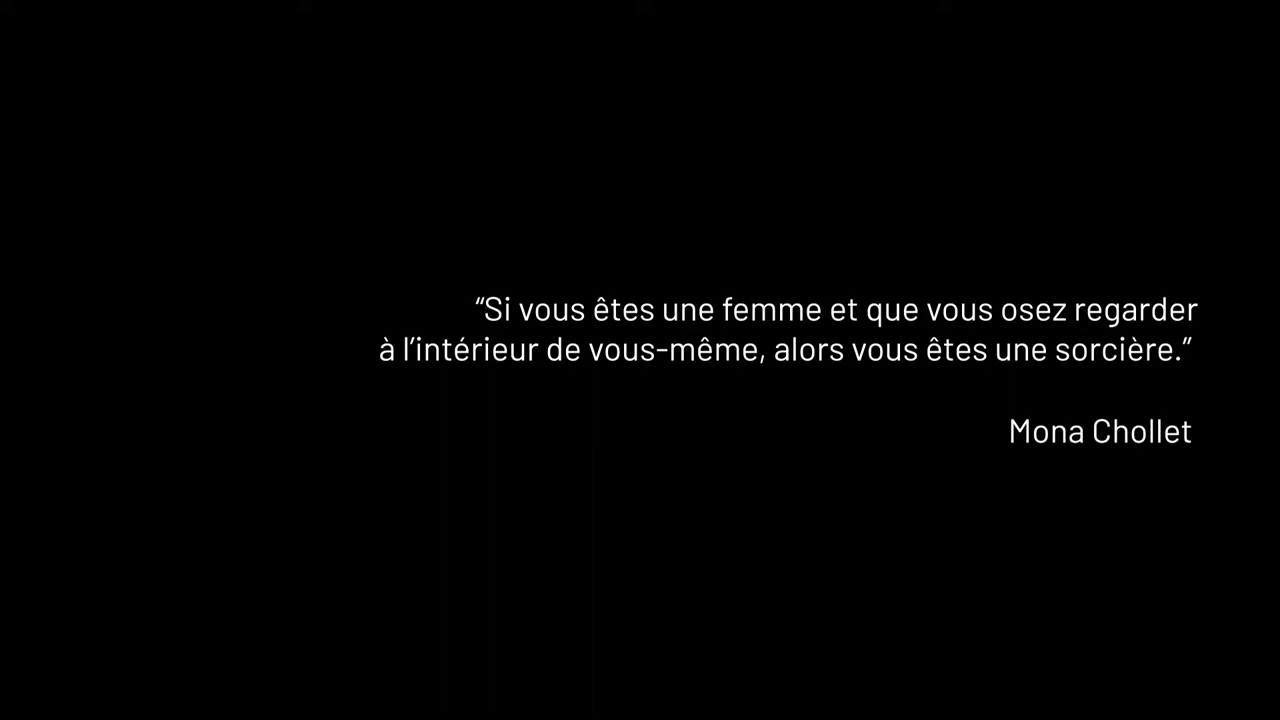 “Si vous êtes une femme et que vous osez regarder
à l’intérieur de vous-même, alors vous êtes une sorcière.”
Mona Chollet